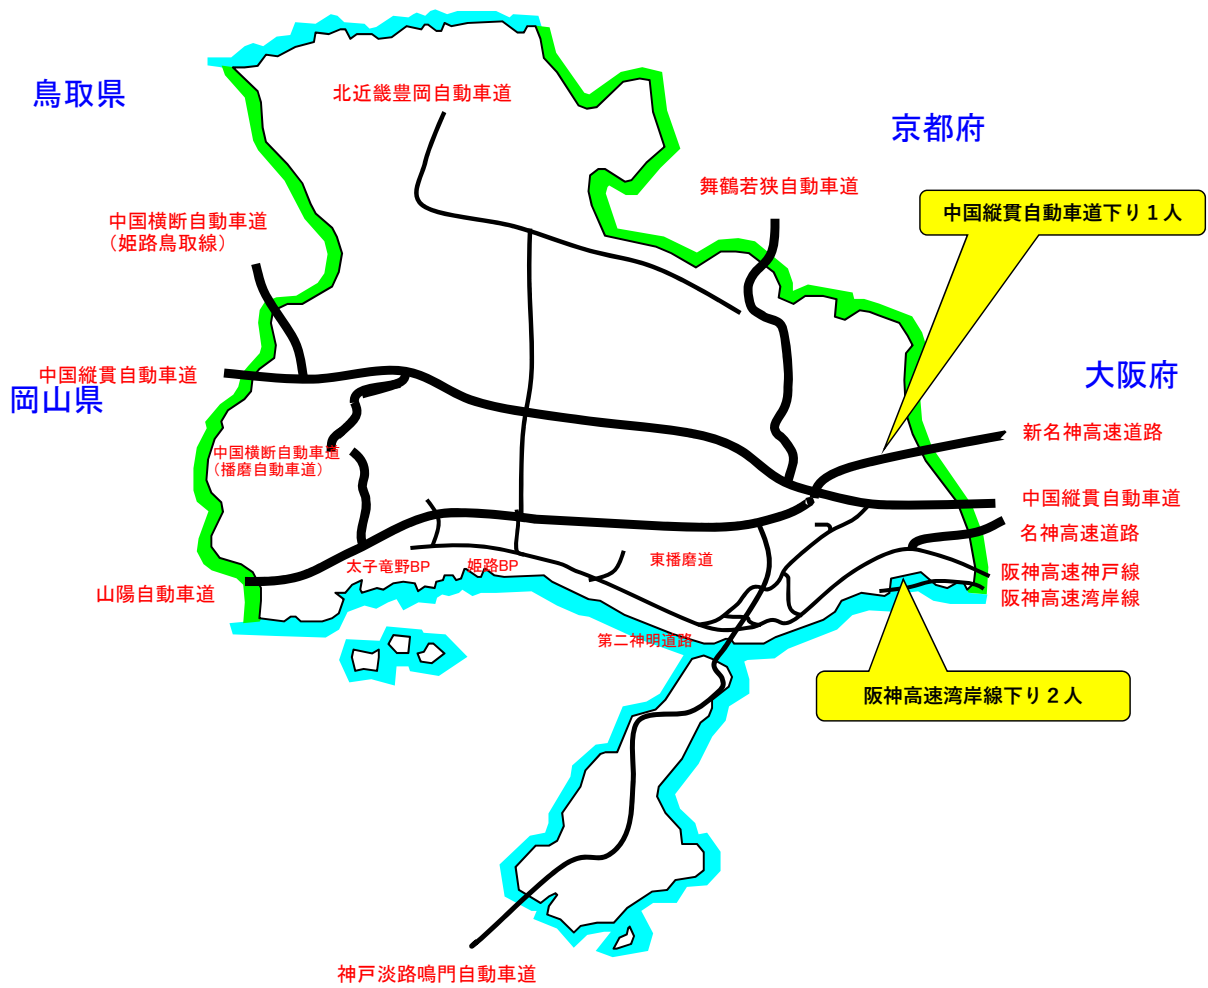 鳥取県
北近畿豊岡自動車道
京都府
舞鶴若狭自動車道
中国縦貫自動車道下り１人
中国横断自動車道
（姫路鳥取線）
中国縦貫自動車道
岡山県
大阪府
新名神高速道路
中国横断自動車道
（播磨自動車道）
中国縦貫自動車道
名神高速道路
太子竜野BP
姫路BP
東播磨道
阪神高速神戸線
山陽自動車道
阪神高速湾岸線
第二神明道路
阪神高速湾岸線下り２人
神戸淡路鳴門自動車道